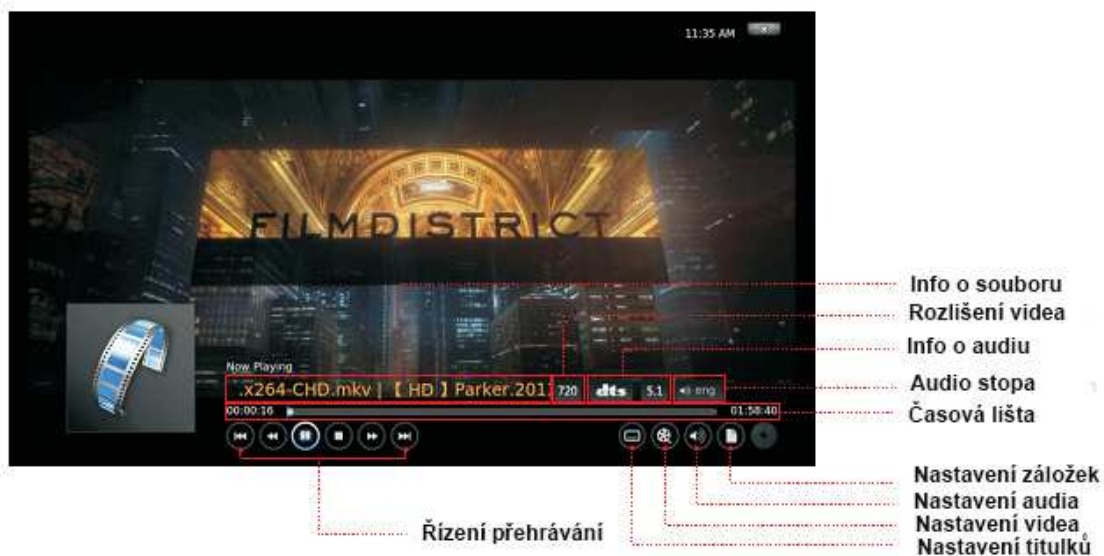 11:35 AM
FILMDISTRICT
Info o souboru
Rozlišení videa
Info o audiu
Now Playing
.x264-CHD.mkv | 【 HD 】 Parker.201
720
dts
5.1
eng
Audio stopa
00:00:16
01:58:40
Časová lišta
Nastavení záložek
Nastavení audia
Nastavení videa
Nastavení titulků
Řízení přehrávání